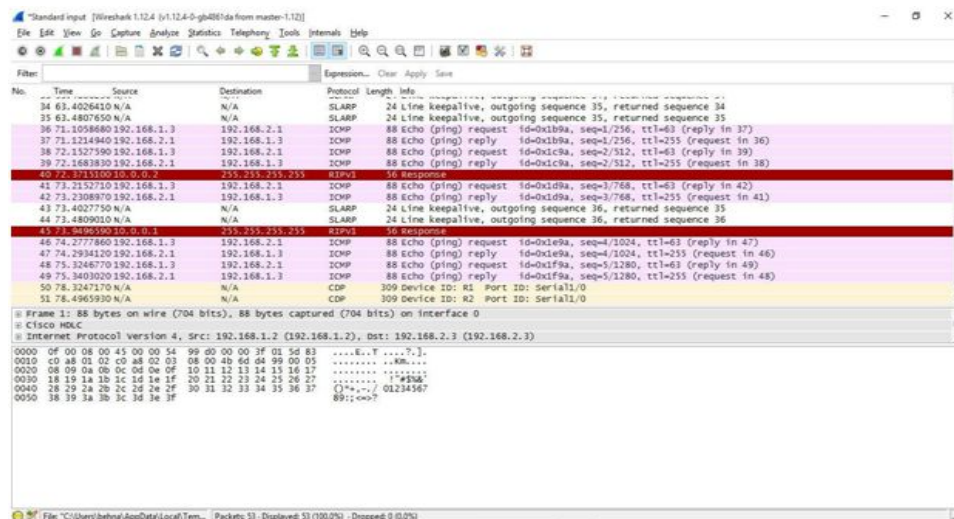 *Standard input [Wireshark 1.12.4 (v1.12.4-0-gb4861da from master-1.12)]
File Edit View Go Capture Analyze Statistics Telephony Tools Internals Help
Filter: Expression... Clear Apply Save
No. Time Source Destination Protocol Length Info
34 63.4026410 N/A N/A SLARP 24 Line keepalive, outgoing sequence 35, returned sequence 34
35 63.4807650 N/A N/A SLARP 24 Line keepalive, outgoing sequence 35, returned sequence 35
36 71.1058680 192.168.1.3 192.168.2.1 ICMP 88 Echo (ping) request id=0x1b9a, seq=1/256, ttl=63 (reply in 37)
37 71.1214940 192.168.2.1 192.168.1.3 ICMP 88 Echo (ping) reply id=0x1b9a, seq=1/256, ttl=255 (request in 36)
38 72.1527590 192.168.1.3 192.168.2.1 ICMP 88 Echo (ping) request id=0x1c9a, seq=2/512, ttl=63 (reply in 39)
39 72.1683830 192.168.2.1 192.168.1.3 ICMP 88 Echo (ping) reply id=0x1c9a, seq=2/512, ttl=255 (request in 38)
40 72.3715100 10.0.0.2 255.255.255.255 RIPv1 56 Response
41 73.2152710 192.168.1.3 192.168.2.1 ICMP 88 Echo (ping) request id=0x1d9a, seq=3/768, ttl=63 (reply in 42)
42 73.2308970 192.168.2.1 192.168.1.3 ICMP 88 Echo (ping) reply id=0x1d9a, seq=3/768, ttl=255 (request in 41)
43 73.4027750 N/A N/A SLARP 24 Line keepalive, outgoing sequence 36, returned sequence 35
44 73.4809010 N/A N/A SLARP 24 Line keepalive, outgoing sequence 36, returned sequence 36
45 73.9496590 10.0.0.1 255.255.255.255 RIPv1 56 Response
46 74.2777860 192.168.1.3 192.168.2.1 ICMP 88 Echo (ping) request id=0x1e9a, seq=4/1024, ttl=63 (reply in 47)
47 74.2934120 192.168.2.1 192.168.1.3 ICMP 88 Echo (ping) reply id=0x1e9a, seq=4/1024, ttl=255 (request in 46)
48 75.3246770 192.168.1.3 192.168.2.1 ICMP 88 Echo (ping) request id=0x1f9a, seq=5/1280, ttl=63 (reply in 49)
49 75.3403020 192.168.2.1 192.168.1.3 ICMP 88 Echo (ping) reply id=0x1f9a, seq=5/1280, ttl=255 (request in 48)
50 78.3247170 N/A N/A CDP 309 Device ID: R1 Port ID: Serial1/0
51 78.4965930 N/A N/A CDP 309 Device ID: R2 Port ID: Serial1/0
Frame 1: 88 bytes on wire (704 bits), 88 bytes captured (704 bits) on interface 0
Cisco HDLC
Internet Protocol Version 4, Src: 192.168.1.2 (192.168.1.2), Dst: 192.168.2.3 (192.168.2.3)
0000 0f 00 08 00 45 00 00 54 99 d0 00 00 3f 01 5d 83 ....E..T ....?.].
0010 c0 a8 01 02 c0 a8 02 03 08 00 4b 6d d4 99 00 05 ........ ..Km....
0020 08 09 0a 0b 0c 0d 0e 0f 10 11 12 13 14 15 16 17 ........ ........
0030 18 19 1a 1b 1c 1d 1e 1f 20 21 22 23 24 25 26 27 ........ !"#$%&'
0040 28 29 2a 2b 2c 2d 2e 2f 30 31 32 33 34 35 36 37 ()*+,-./ 01234567
0050 38 39 3a 3b 3c 3d 3e 3f 89:;<=>?
File: "C:\Users\behna\AppData\Local\Tem... Packets: 53 · Displayed: 53 (100.0%) · Dropped: 0 (0.0%)